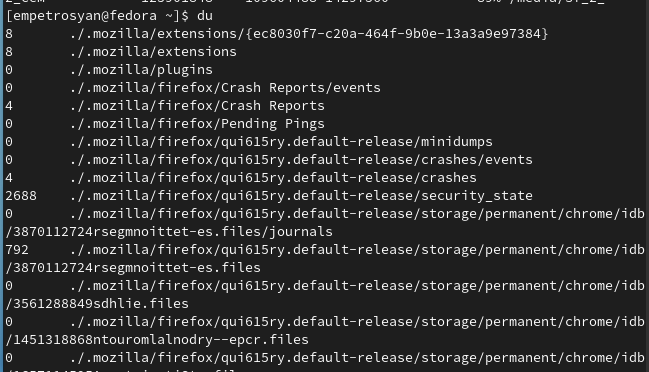 [empetrosyan@fedora ~]$ du
8       ./.mozilla/extensions/{ec8030f7-c20a-464f-9b0e-13a3a9e97384}
8       ./.mozilla/extensions
0       ./.mozilla/plugins
0       ./.mozilla/firefox/Crash Reports/events
4       ./.mozilla/firefox/Crash Reports
0       ./.mozilla/firefox/Pending Pings
0       ./.mozilla/firefox/qui615ry.default-release/minidumps
0       ./.mozilla/firefox/qui615ry.default-release/crashes/events
4       ./.mozilla/firefox/qui615ry.default-release/crashes
2688    ./.mozilla/firefox/qui615ry.default-release/security_state
0       ./.mozilla/firefox/qui615ry.default-release/storage/permanent/chrome/idb
/3870112724rsegmnoittet-es.files/journals
792     ./.mozilla/firefox/qui615ry.default-release/storage/permanent/chrome/idb
/3870112724rsegmnoittet-es.files
0       ./.mozilla/firefox/qui615ry.default-release/storage/permanent/chrome/idb
/3561288849sdhlie.files
0       ./.mozilla/firefox/qui615ry.default-release/storage/permanent/chrome/idb
/1451318868ntouromlalnodry--epcr.files
0       ./.mozilla/firefox/qui615ry.default-release/storage/permanent/chrome/idb